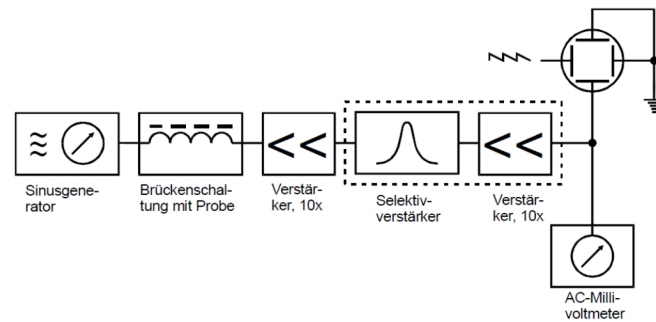 Sinusgene-
rator
Brückenschal-
tung mit Probe
Verstär-
ker, 10x
Selektiv-
verstärker
Verstär-
ker, 10x
AC-Milli-
voltmeter